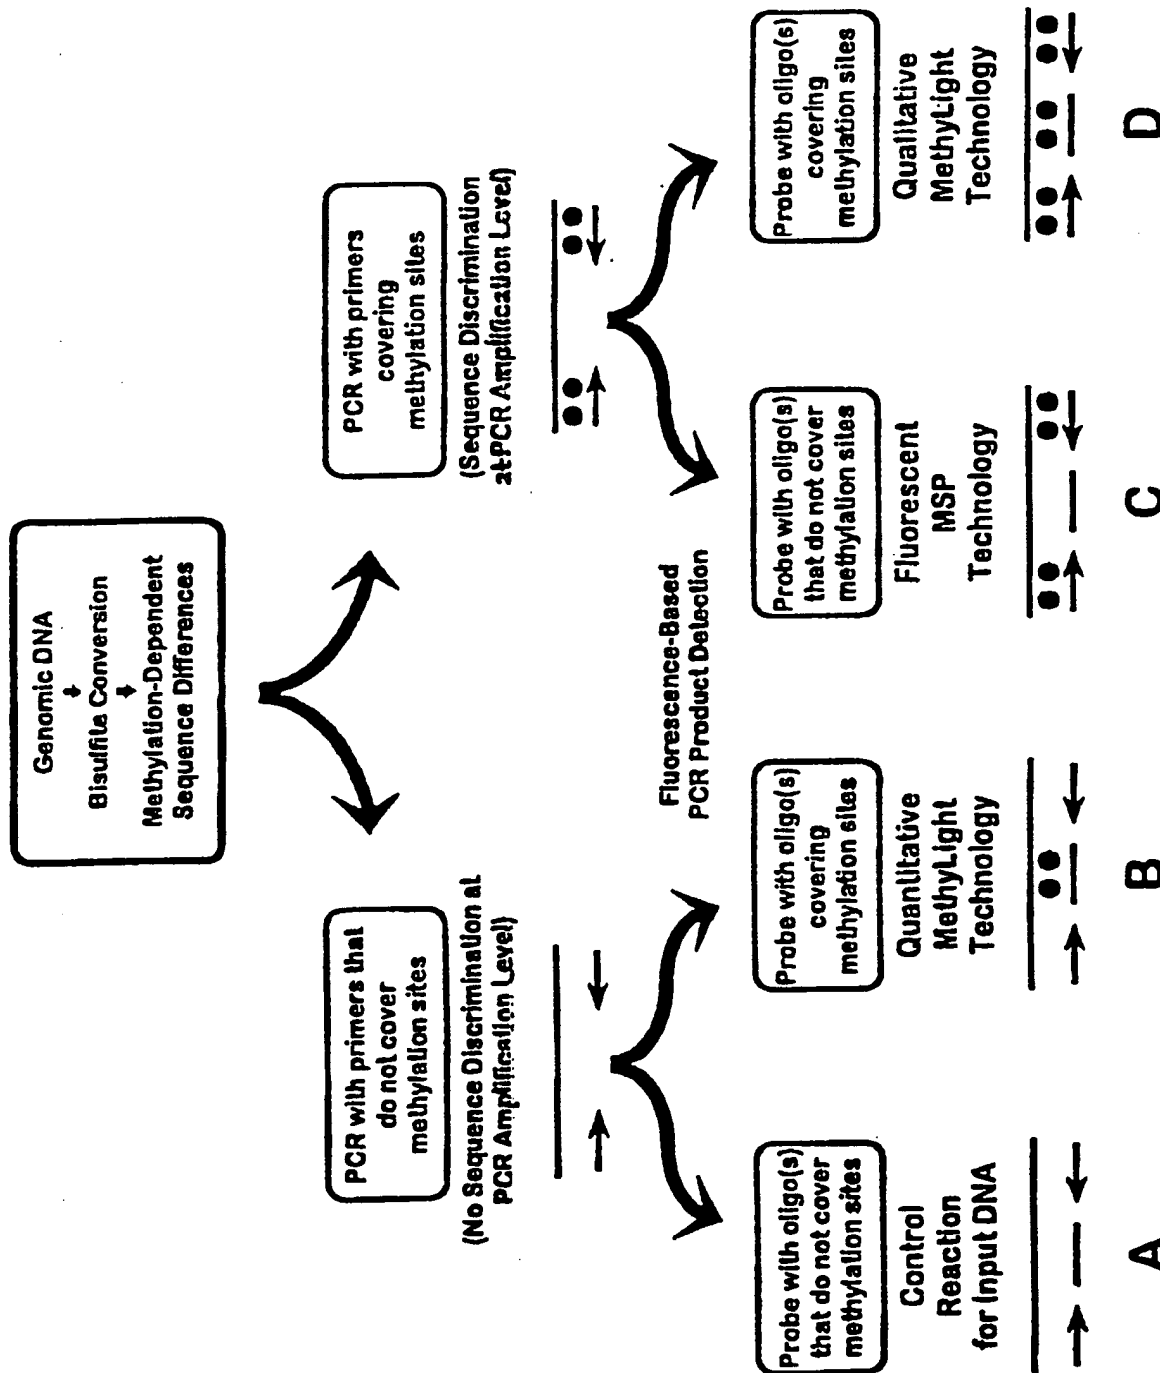 Genomic DNA
Bisulfite Conversion
Methylation-Dependent
Sequence Differences
PCR with primers that
do not cover
methylation sites
(No Sequence Discrimination at
PCR Amplification Level)
PCR with primers
covering
methylation sites
(Sequence Discrimination
at PCR Amplification Level)
Fluorescence-Based
PCR Product Detection
Probe with oligo(s)
that do not cover
methylation sites
Control
Reaction
for Input DNA
A
Probe with oligo(s)
covering
methylation sites
Quantitative
MethyLight
Technology
B
Probe with oligo(s)
that do not cover
methylation sites
Fluorescent
MSP
Technology
C
Probe with oligo(s)
covering
methylation sites
Qualitative
MethyLight
Technology
D